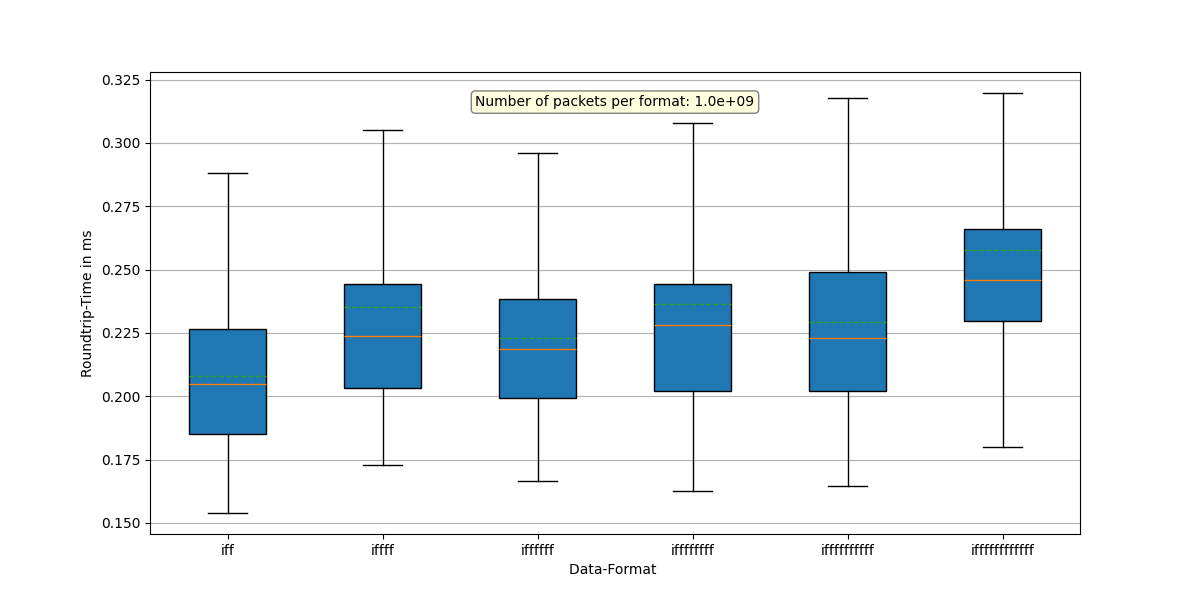 Number of packets per format: 1.0e+09
0.325
0.300
0.275
0.250
0.225
0.200
0.175
0.150
Roundtrip-Time in ms
iff iffff iffffff iffffffff iffffffffff iffffffffffff
Data-Format